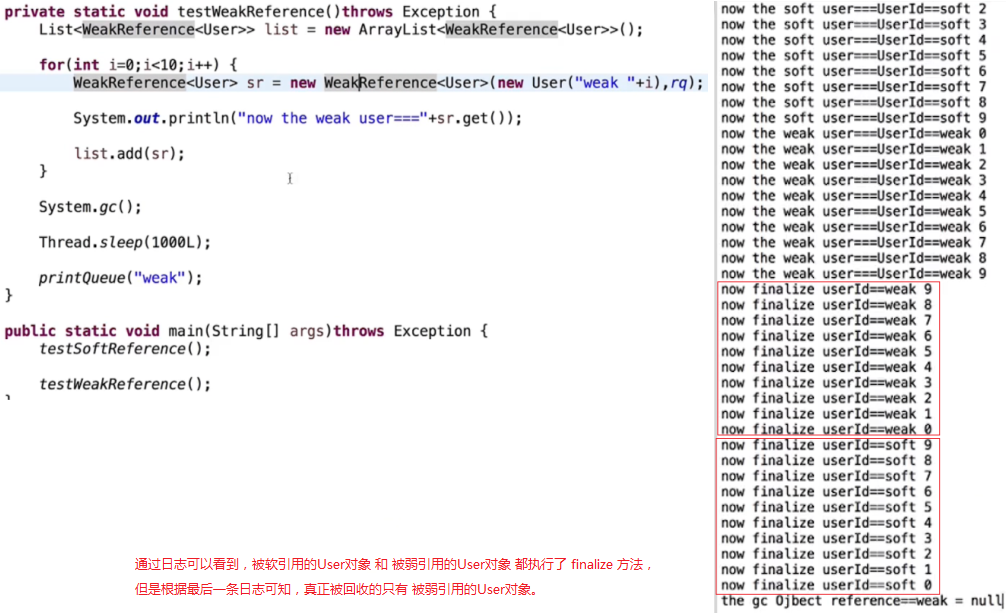 private static void testWeakReference()throws Exception {
List<WeakReference<User>> list = new ArrayList<WeakReference<User>>();
for(int i=0;i<10;i++) {
WeakReference<User> sr = new WeakReference<User>(new User("weak "+i),rq);
System.out.println("now the weak user==="+sr.get());
list.add(sr);
}
System.gc();
Thread.sleep(1000L);
printQueue("weak");
}
public static void main(String[] args)throws Exception {
testSoftReference();
testWeakReference();
通过日志可以看到，被软引用的User对象 和 被弱引用的User对象 都执行了 finalize 方法，
但是根据最后一条日志可知，真正被回收的只有 被弱引用的User对象。
now the soft user===UserId==soft 2
now the soft user===UserId==soft 3
now the soft user===UserId==soft 4
now the soft user===UserId==soft 5
now the soft user===UserId==soft 6
now the soft user===UserId==soft 7
now the soft user===UserId==soft 8
now the soft user===UserId==soft 9
now the weak user===UserId==weak 0
now the weak user===UserId==weak 1
now the weak user===UserId==weak 2
now the weak user===UserId==weak 3
now the weak user===UserId==weak 4
now the weak user===UserId==weak 5
now the weak user===UserId==weak 6
now the weak user===UserId==weak 7
now the weak user===UserId==weak 8
now the weak user===UserId==weak 9
now finalize userId==weak 9
now finalize userId==weak 8
now finalize userId==weak 7
now finalize userId==weak 6
now finalize userId==weak 5
now finalize userId==weak 4
now finalize userId==weak 3
now finalize userId==weak 2
now finalize userId==weak 1
now finalize userId==weak 0
now finalize userId==soft 9
now finalize userId==soft 8
now finalize userId==soft 7
now finalize userId==soft 6
now finalize userId==soft 5
now finalize userId==soft 4
now finalize userId==soft 3
now finalize userId==soft 2
now finalize userId==soft 1
now finalize userId==soft 0
the gc Ojbect reference==weak = null